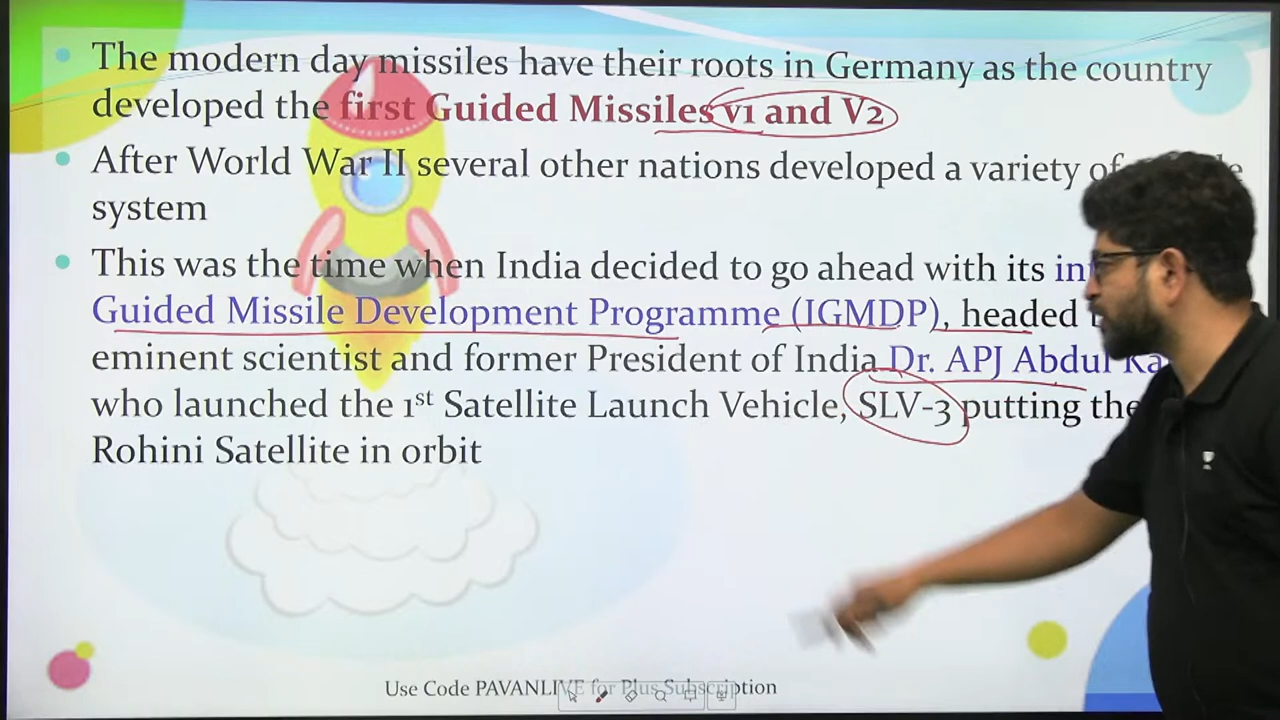 The modern day missiles have their roots in Germany as the country
developed the first Guided Missiles v1 and V2
After World War II several other nations developed a variety of
system
This was the time when India decided to go ahead with its
Guided Missile Development Programme (IGMDP), headed
eminent scientist and former President of India Dr. APJ Abdul
who launched the 1st Satellite Launch Vehicle, SLV-3 putting the
Rohini Satellite in orbit
Use Code PAVANLIVE for Plus Subscription